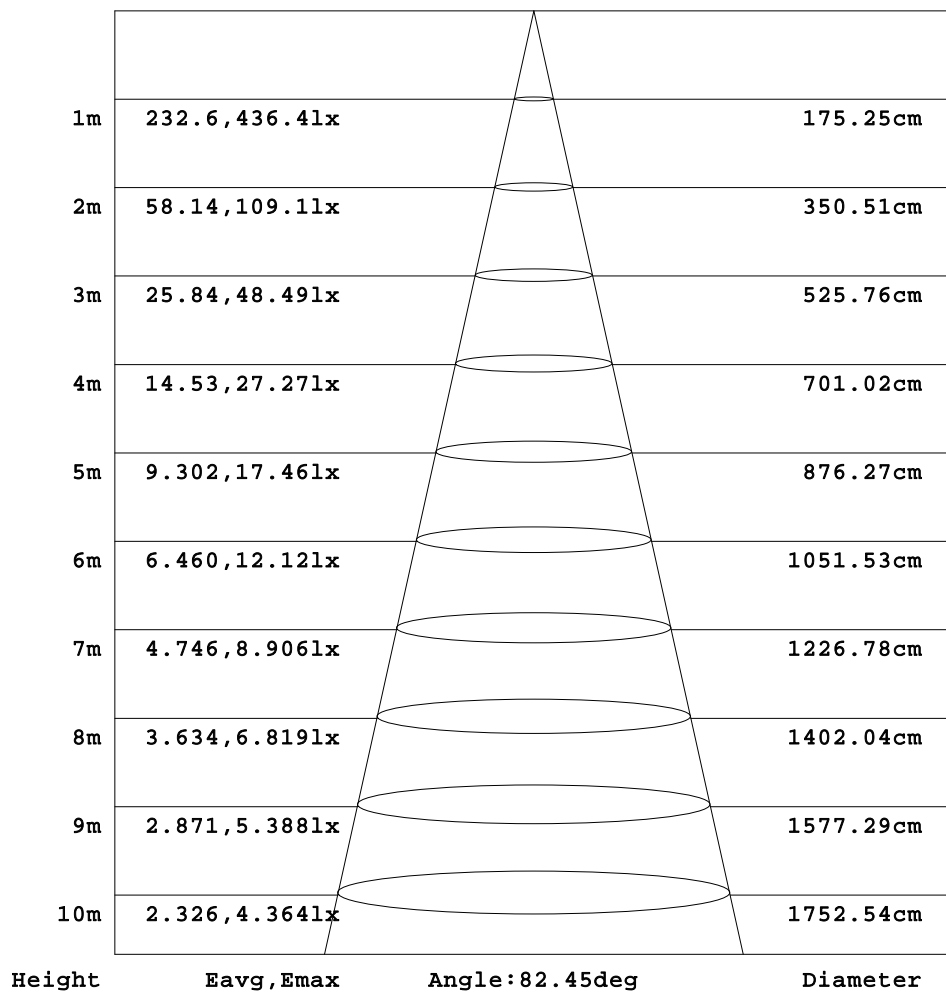 1m 232.6,436.4lx 175.25cm
2m 58.14,109.1lx 350.51cm
3m 25.84,48.49lx 525.76cm
4m 14.53,27.27lx 701.02cm
5m 9.302,17.46lx 876.27cm
6m 6.460,12.12lx 1051.53cm
7m 4.746,8.906lx 1226.78cm
8m 3.634,6.819lx 1402.04cm
9m 2.871,5.388lx 1577.29cm
10m 2.326,4.364lx 1752.54cm
Height Eavg,Emax Angle:82.45deg Diameter